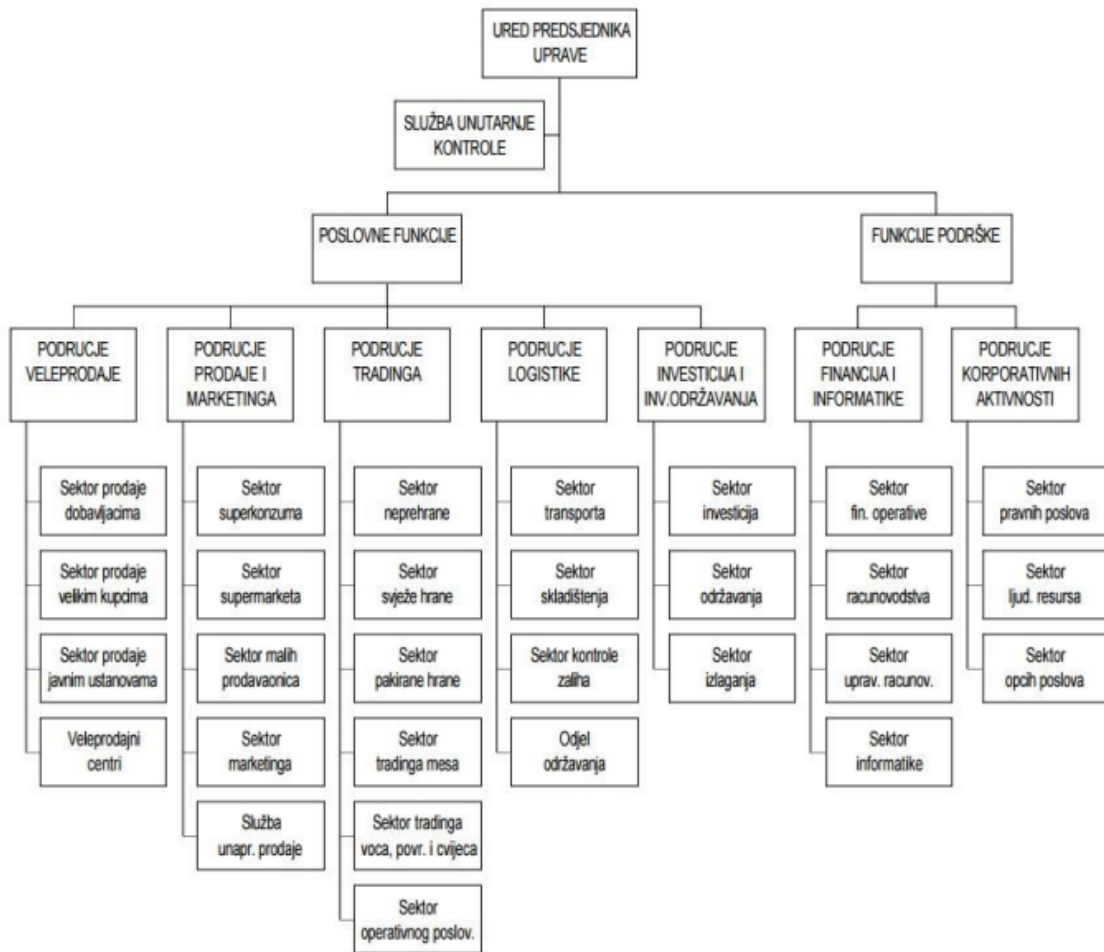 URED PREDSJEDNIKA
UPRAVE
SLUŽBA UNUTARNJE
KONTROLE
POSLOVNE FUNKCIJE
FUNKCIJE PODRŠKE
PODRUCJE
VELEPRODAJE
PODRUCJE
PRODAJE I
MARKETINGA
PODRUCJE
TRADINGA
PODRUCJE
LOGISTIKE
PODRUCJE
INVESTICIJA I
INV.ODRŽAVANJA
PODRUCJE
FINANCIJA I
INFORMATIKE
PODRUCJE
KORPORATIVNIH
AKTIVNOSTI
Sektor prodaje
dobavljacima
Sektor
superkonzuma
Sektor
neprehrane
Sektor
transporta
Sektor
investicija
Sektor
fin. operative
Sektor
pravnih poslova
Sektor prodaje
velikim kupcima
Sektor
supermarketa
Sektor
svježe hrane
Sektor
skladištenja
Sektor
održavanja
Sektor
racunovodstva
Sektor
ljud. resursa
Sektor prodaje
javnim ustanovama
Sektor malih
prodavaonica
Sektor
pakirane hrane
Sektor kontrole
zaliha
Sektor
izlaganja
Sektor
uprav. racunov.
Sektor
opcih poslova
Veleprodajni
centri
Sektor
marketinga
Sektor
tradinga mesa
Odjel
održavanja
Sektor
informatike
Služba
unapr. prodaje
Sektor tradinga
voca, povr. i cvijeca
Sektor
operativnog poslov.